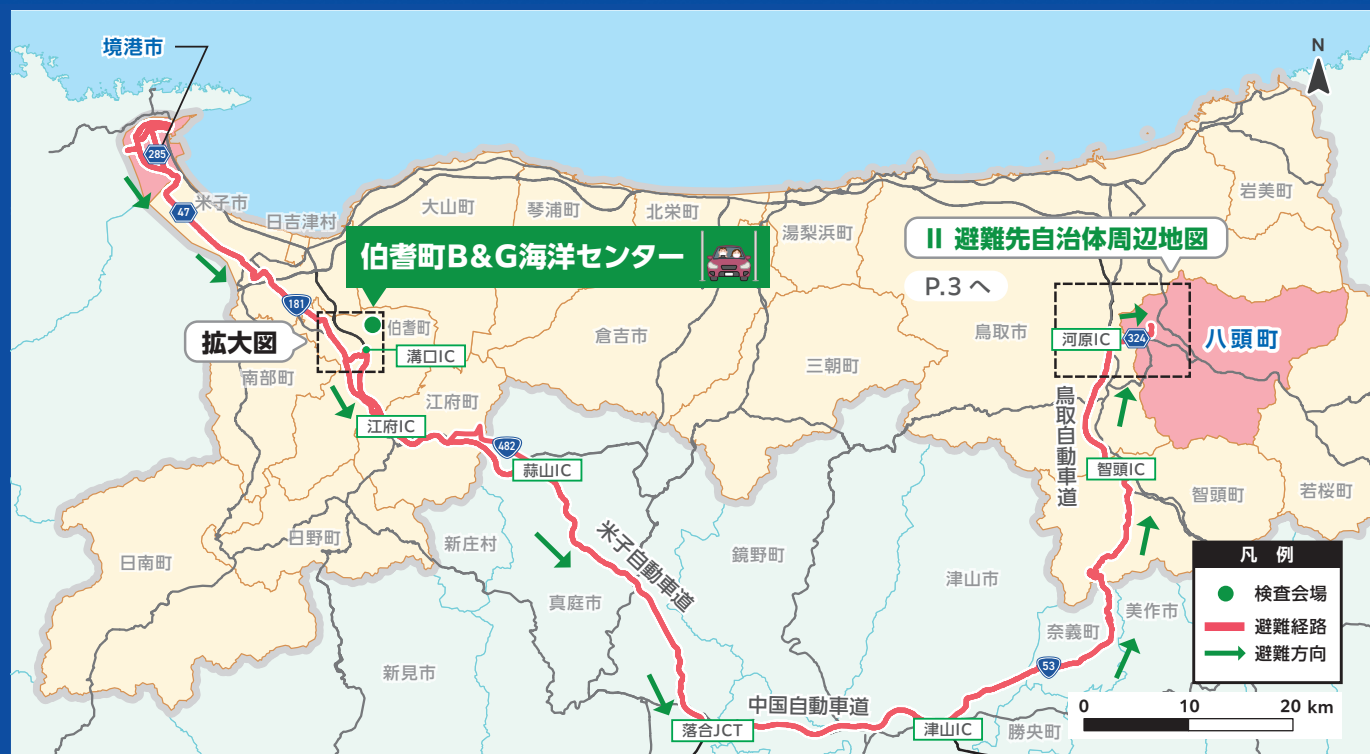 境港市
N
285
米子市
47
日吉津村
大山町
琴浦町
北栄町
湯梨浜町
岩美町
伯耆町B&G海洋センター
II 避難先自治体周辺地図
P.3 へ
181
拡大図
伯耆町
溝口IC
倉吉市
三朝町
鳥取市
河原IC
324
八頭町
南部町
江府町
江府IC
482
蒜山IC
鳥取自動車道
智頭IC
智頭町
若桜町
日南町
日野町
新庄村
米子自動車道
鏡野町
津山市
真庭市
新見市
奈義町
美作市
53
中国自動車道
落合JCT
津山IC
勝央町
凡 例
検査会場
避難経路
避難方向
0 10 20 km